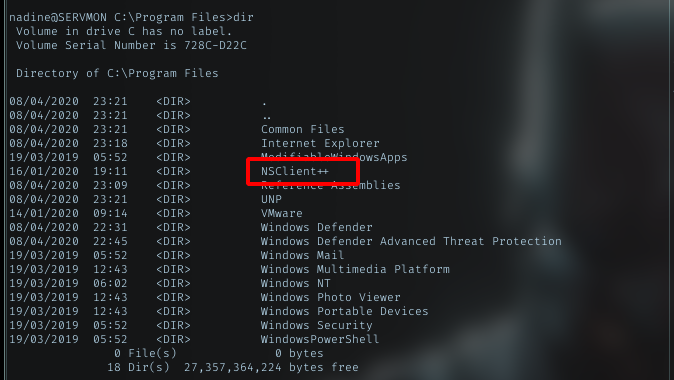 nadine@SERVMON C:\Program Files>dir
Volume in drive C has no label.
Volume Serial Number is 728C-D22C
Directory of C:\Program Files
08/04/2020 23:21 <DIR> .
08/04/2020 23:21 <DIR> ..
08/04/2020 23:21 <DIR> Common Files
08/04/2020 23:18 <DIR> Internet Explorer
19/03/2019 05:52 <DIR> ModifiableWindowsApps
16/01/2020 19:11 <DIR> NSClient++
08/04/2020 23:09 <DIR> Reference Assemblies
08/04/2020 23:21 <DIR> UNP
14/01/2020 09:14 <DIR> VMware
08/04/2020 22:31 <DIR> Windows Defender
08/04/2020 22:45 <DIR> Windows Defender Advanced Threat Protection
19/03/2019 05:52 <DIR> Windows Mail
19/03/2019 12:43 <DIR> Windows Multimedia Platform
19/03/2019 06:02 <DIR> Windows NT
19/03/2019 12:43 <DIR> Windows Photo Viewer
19/03/2019 12:43 <DIR> Windows Portable Devices
19/03/2019 05:52 <DIR> Windows Security
19/03/2019 05:52 <DIR> WindowsPowerShell
0 File(s) 0 bytes
18 Dir(s) 27,357,364,224 bytes free